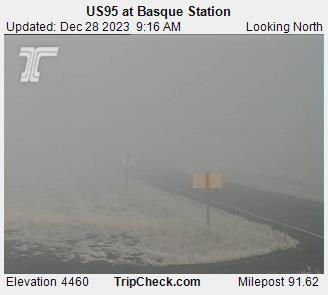 US95 at Basque Station
Updated: Dec 28 2023 9:16 AM Looking North
Elevation 4460 TripCheck.com Milepost 91.62